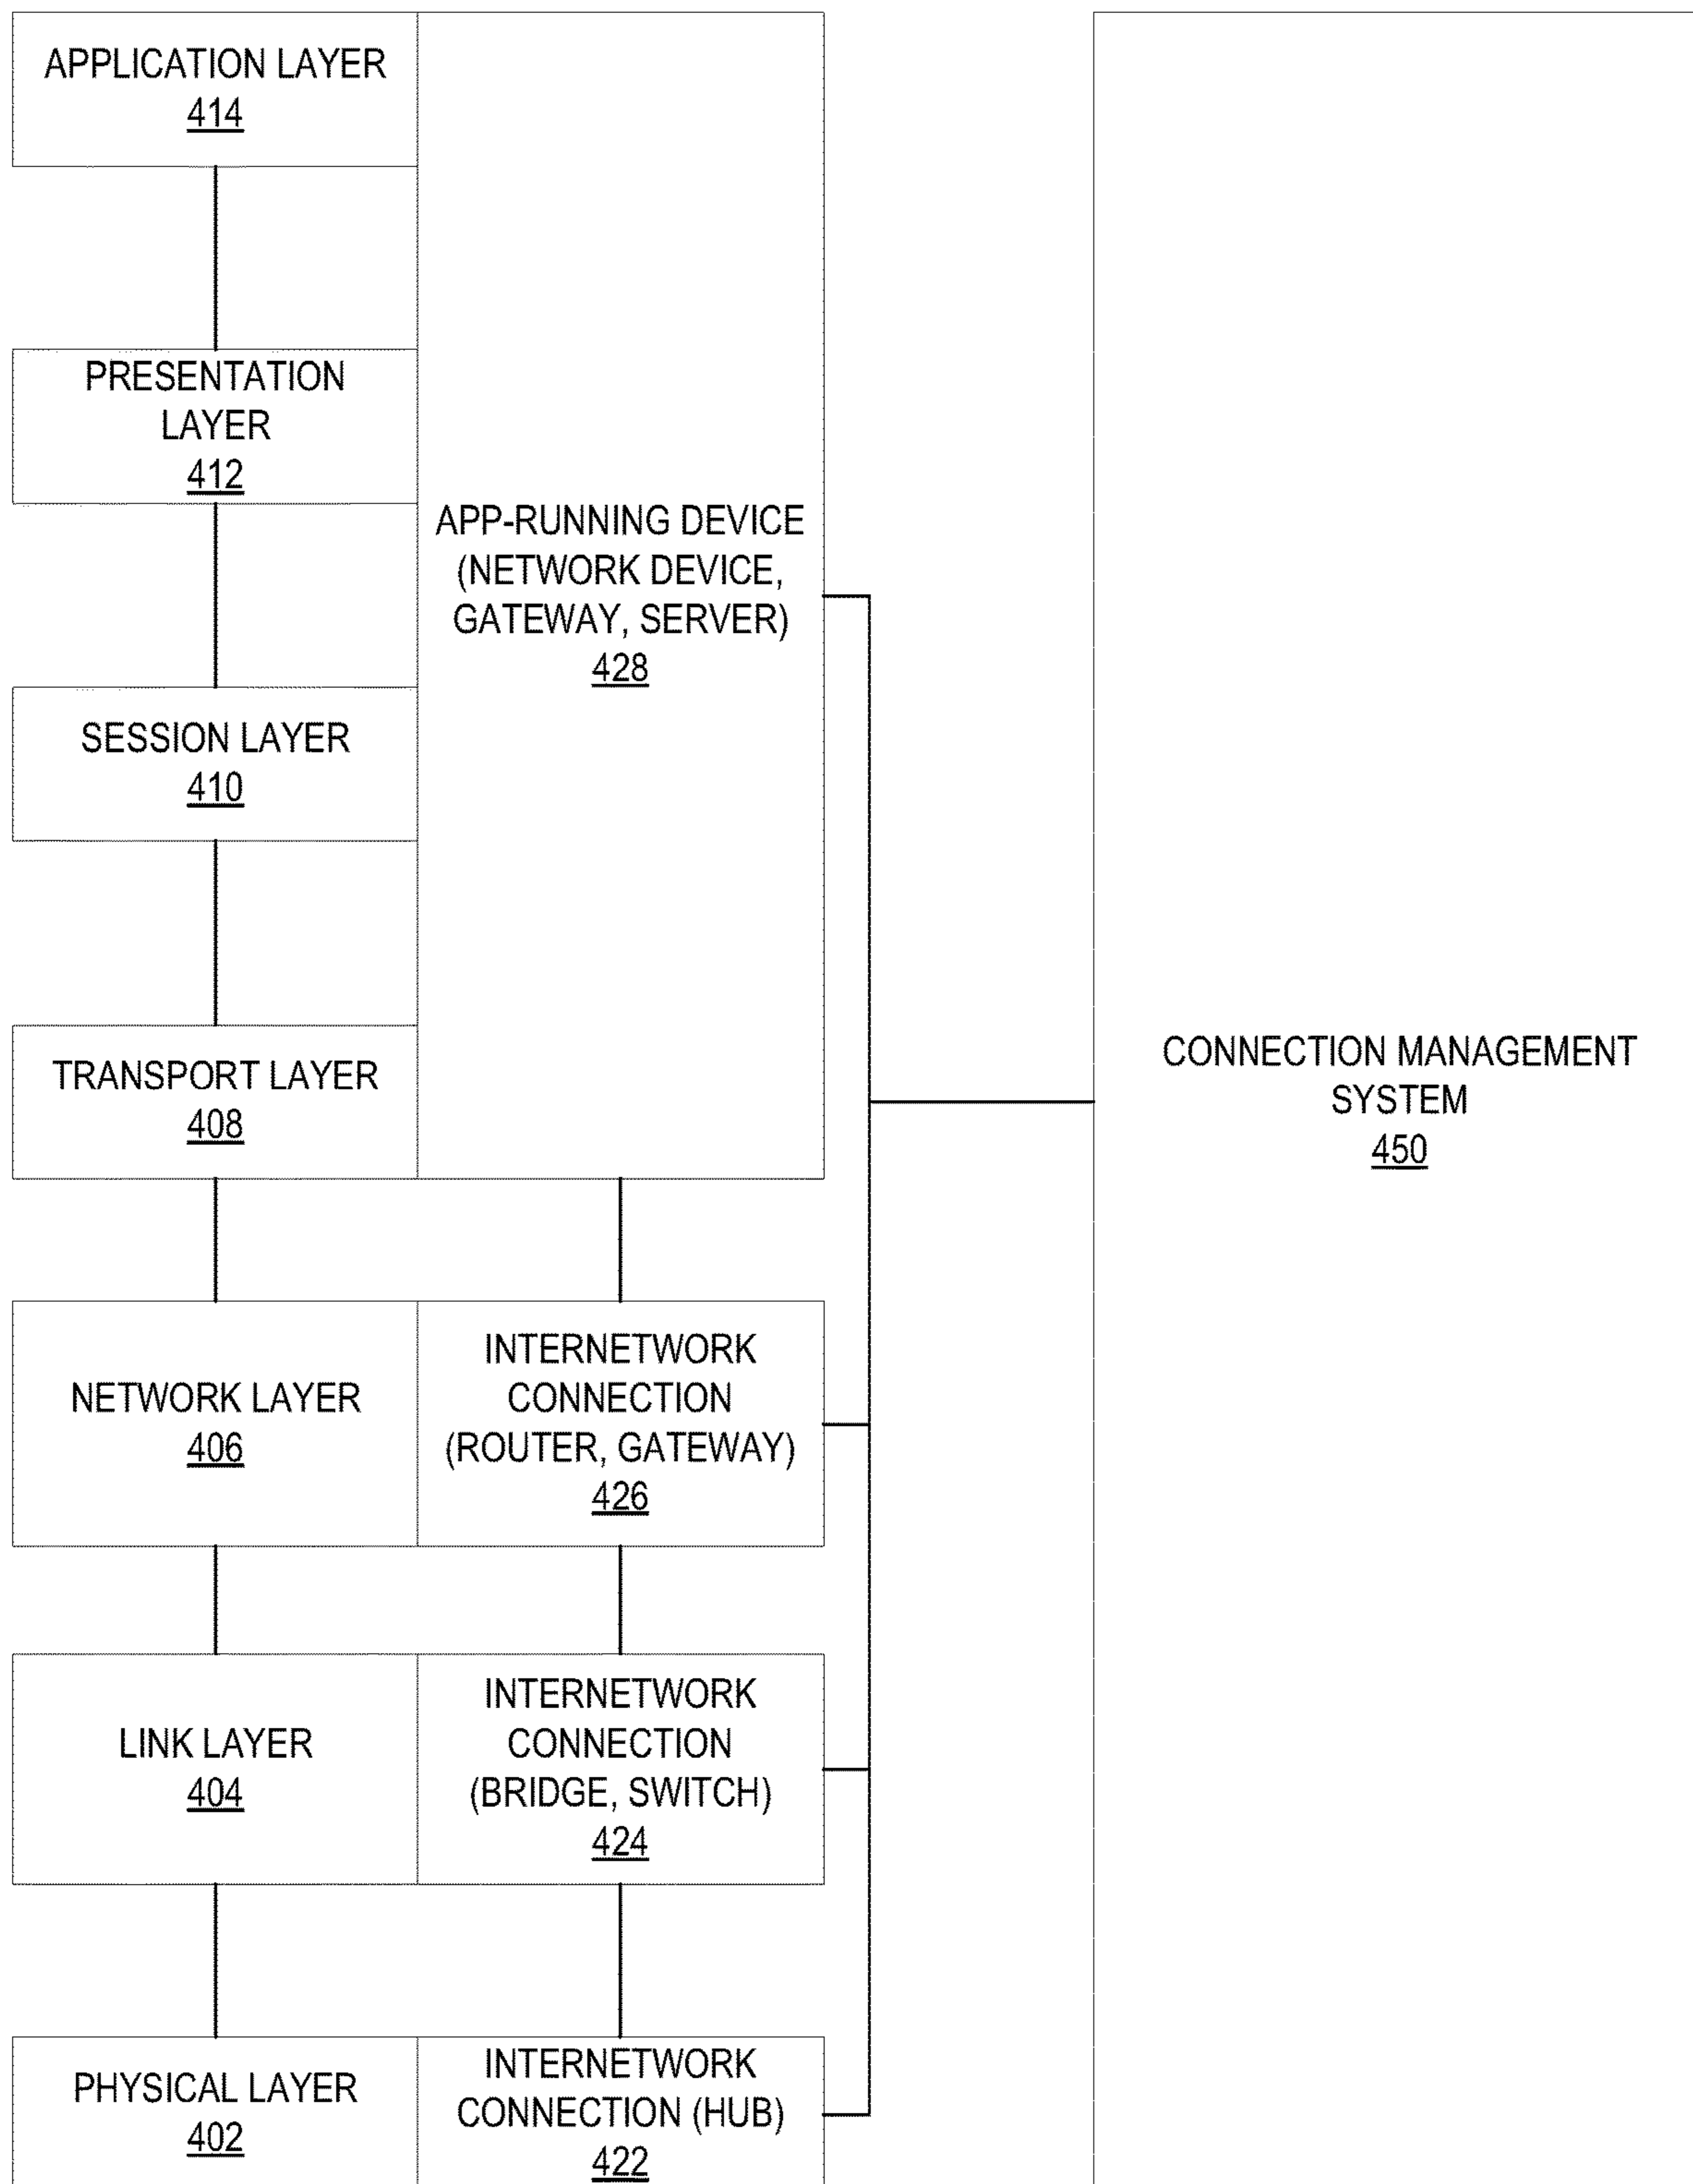 APPLICATION LAYER
414
PRESENTATION
LAYER
412
APP-RUNNING DEVICE
(NETWORK DEVICE,
GATEWAY, SERVER)
428
SESSION LAYER
410
TRANSPORT LAYER
408
CONNECTION MANAGEMENT
SYSTEM
450
NETWORK LAYER
406
INTERNETWORK
CONNECTION
(ROUTER, GATEWAY)
426
LINK LAYER
404
INTERNETWORK
CONNECTION
(BRIDGE, SWITCH)
424
PHYSICAL LAYER
402
INTERNETWORK
CONNECTION (HUB)
422